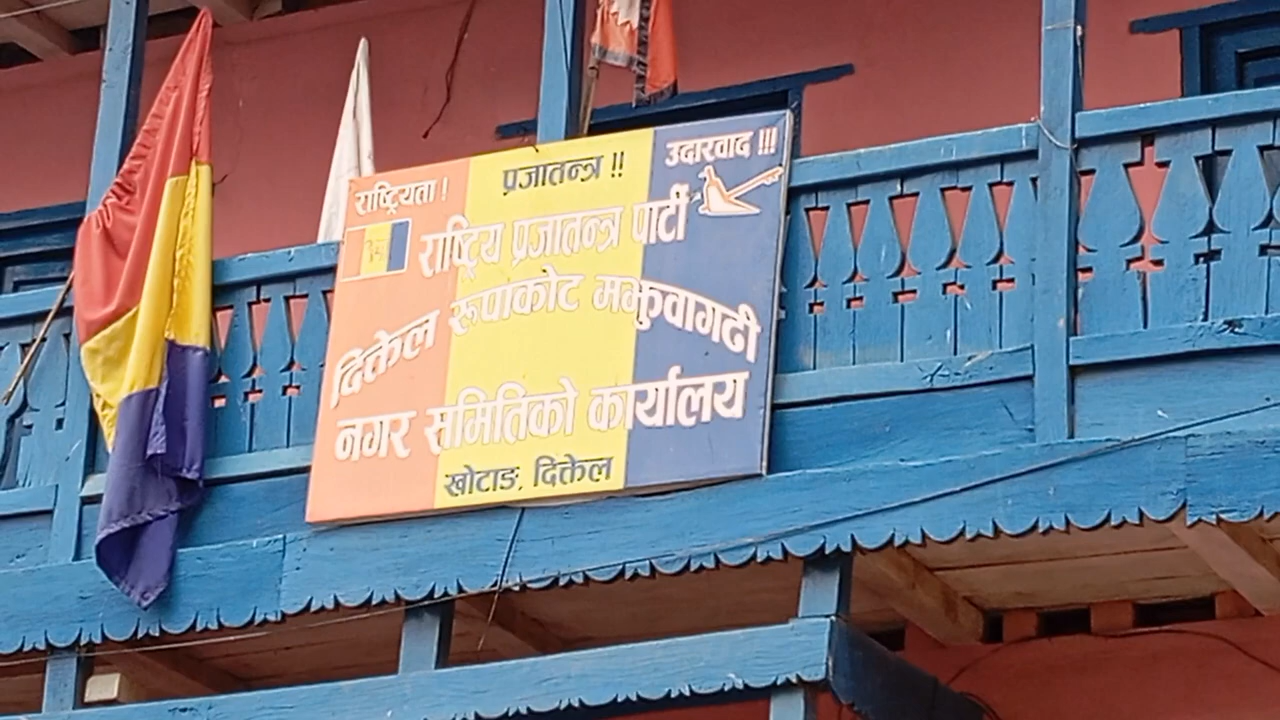 राष्ट्रियता ! प्रजातन्त्र !! उदारवाद !!!
राष्ट्रिय प्रजातन्त्र पार्टी
दिक्तेल रुपाकोट मझुवागढी
नगर समितिको कार्यालय
खोटाङ, दिक्तेल